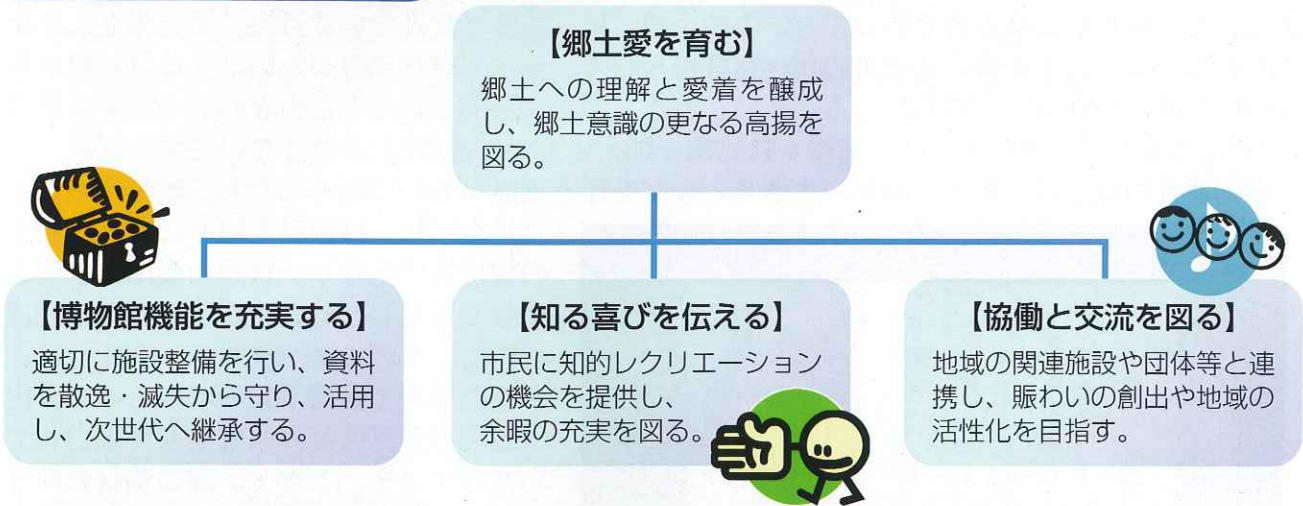 【郷土愛を育む】
郷土への理解と愛着を醸成
し、郷土意識の更なる高揚を
図る。
【博物館機能を充実する】
適切に施設整備を行い、資料
を散逸・滅失から守り、活用
し、次世代へ継承する。
【知る喜びを伝える】
市民に知的レクリエーション
の機会を提供し、
余暇の充実を図る。
【協働と交流を図る】
地域の関連施設や団体等と連
携し、賑わいの創出や地域の
活性化を目指す。